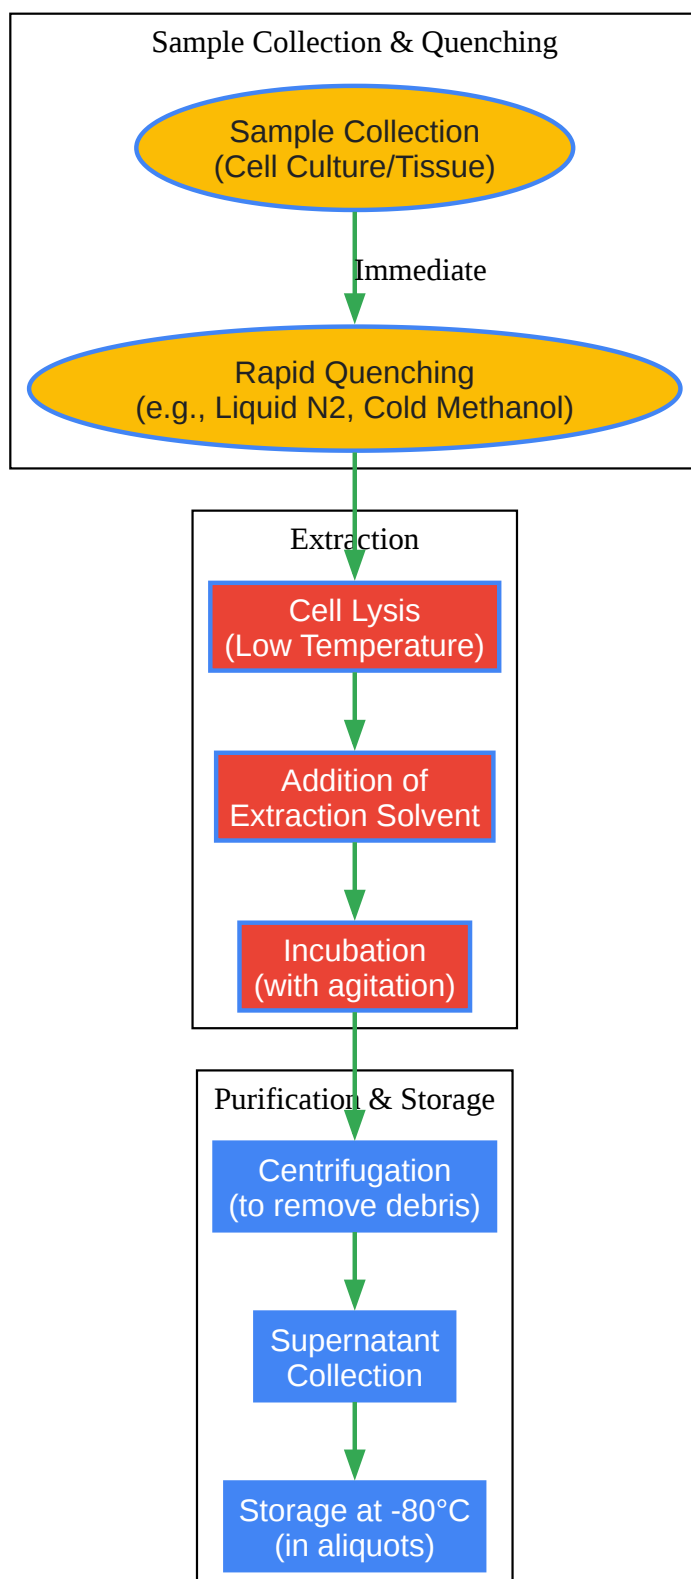 Sample Collection & Quenching
Sample Collection
(Cell Culture/Tissue)
Immediate
Rapid Quenching
(e.g., Liquid N2, Cold Methanol)
Extraction
Cell Lysis
(Low Temperature)
Addition of
Extraction Solvent
Incubation
(with agitation)
Purification & Storage
Centrifugation
(to remove debris)
Supernatant
Collection
Storage at -80°C
(in aliquots)